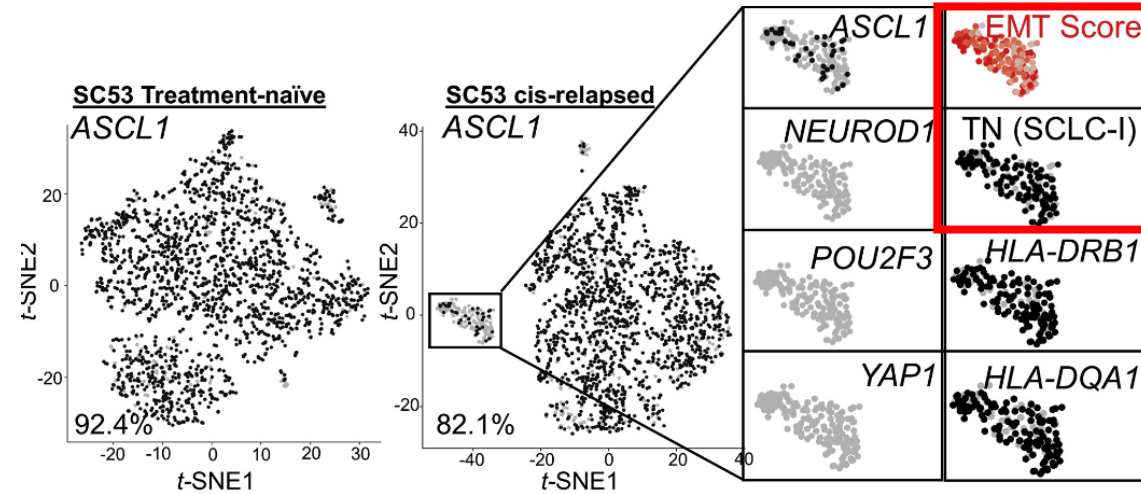 SC53 Treatment-naïve
ASCL1
20
0
-20
t-SNE2
92.4%
-20
-10
0
10
20
30
t-SNE1
SC53 cis-relapsed
ASCL1
40
20
0
-20
t-SNE2
82.1%
-40
-20
0
20
40
t-SNE1
ASCL1
EMT Score
NEUROD1
TN (SCLC-I)
POU2F3
HLA-DRB1
YAP1
HLA-DQA1